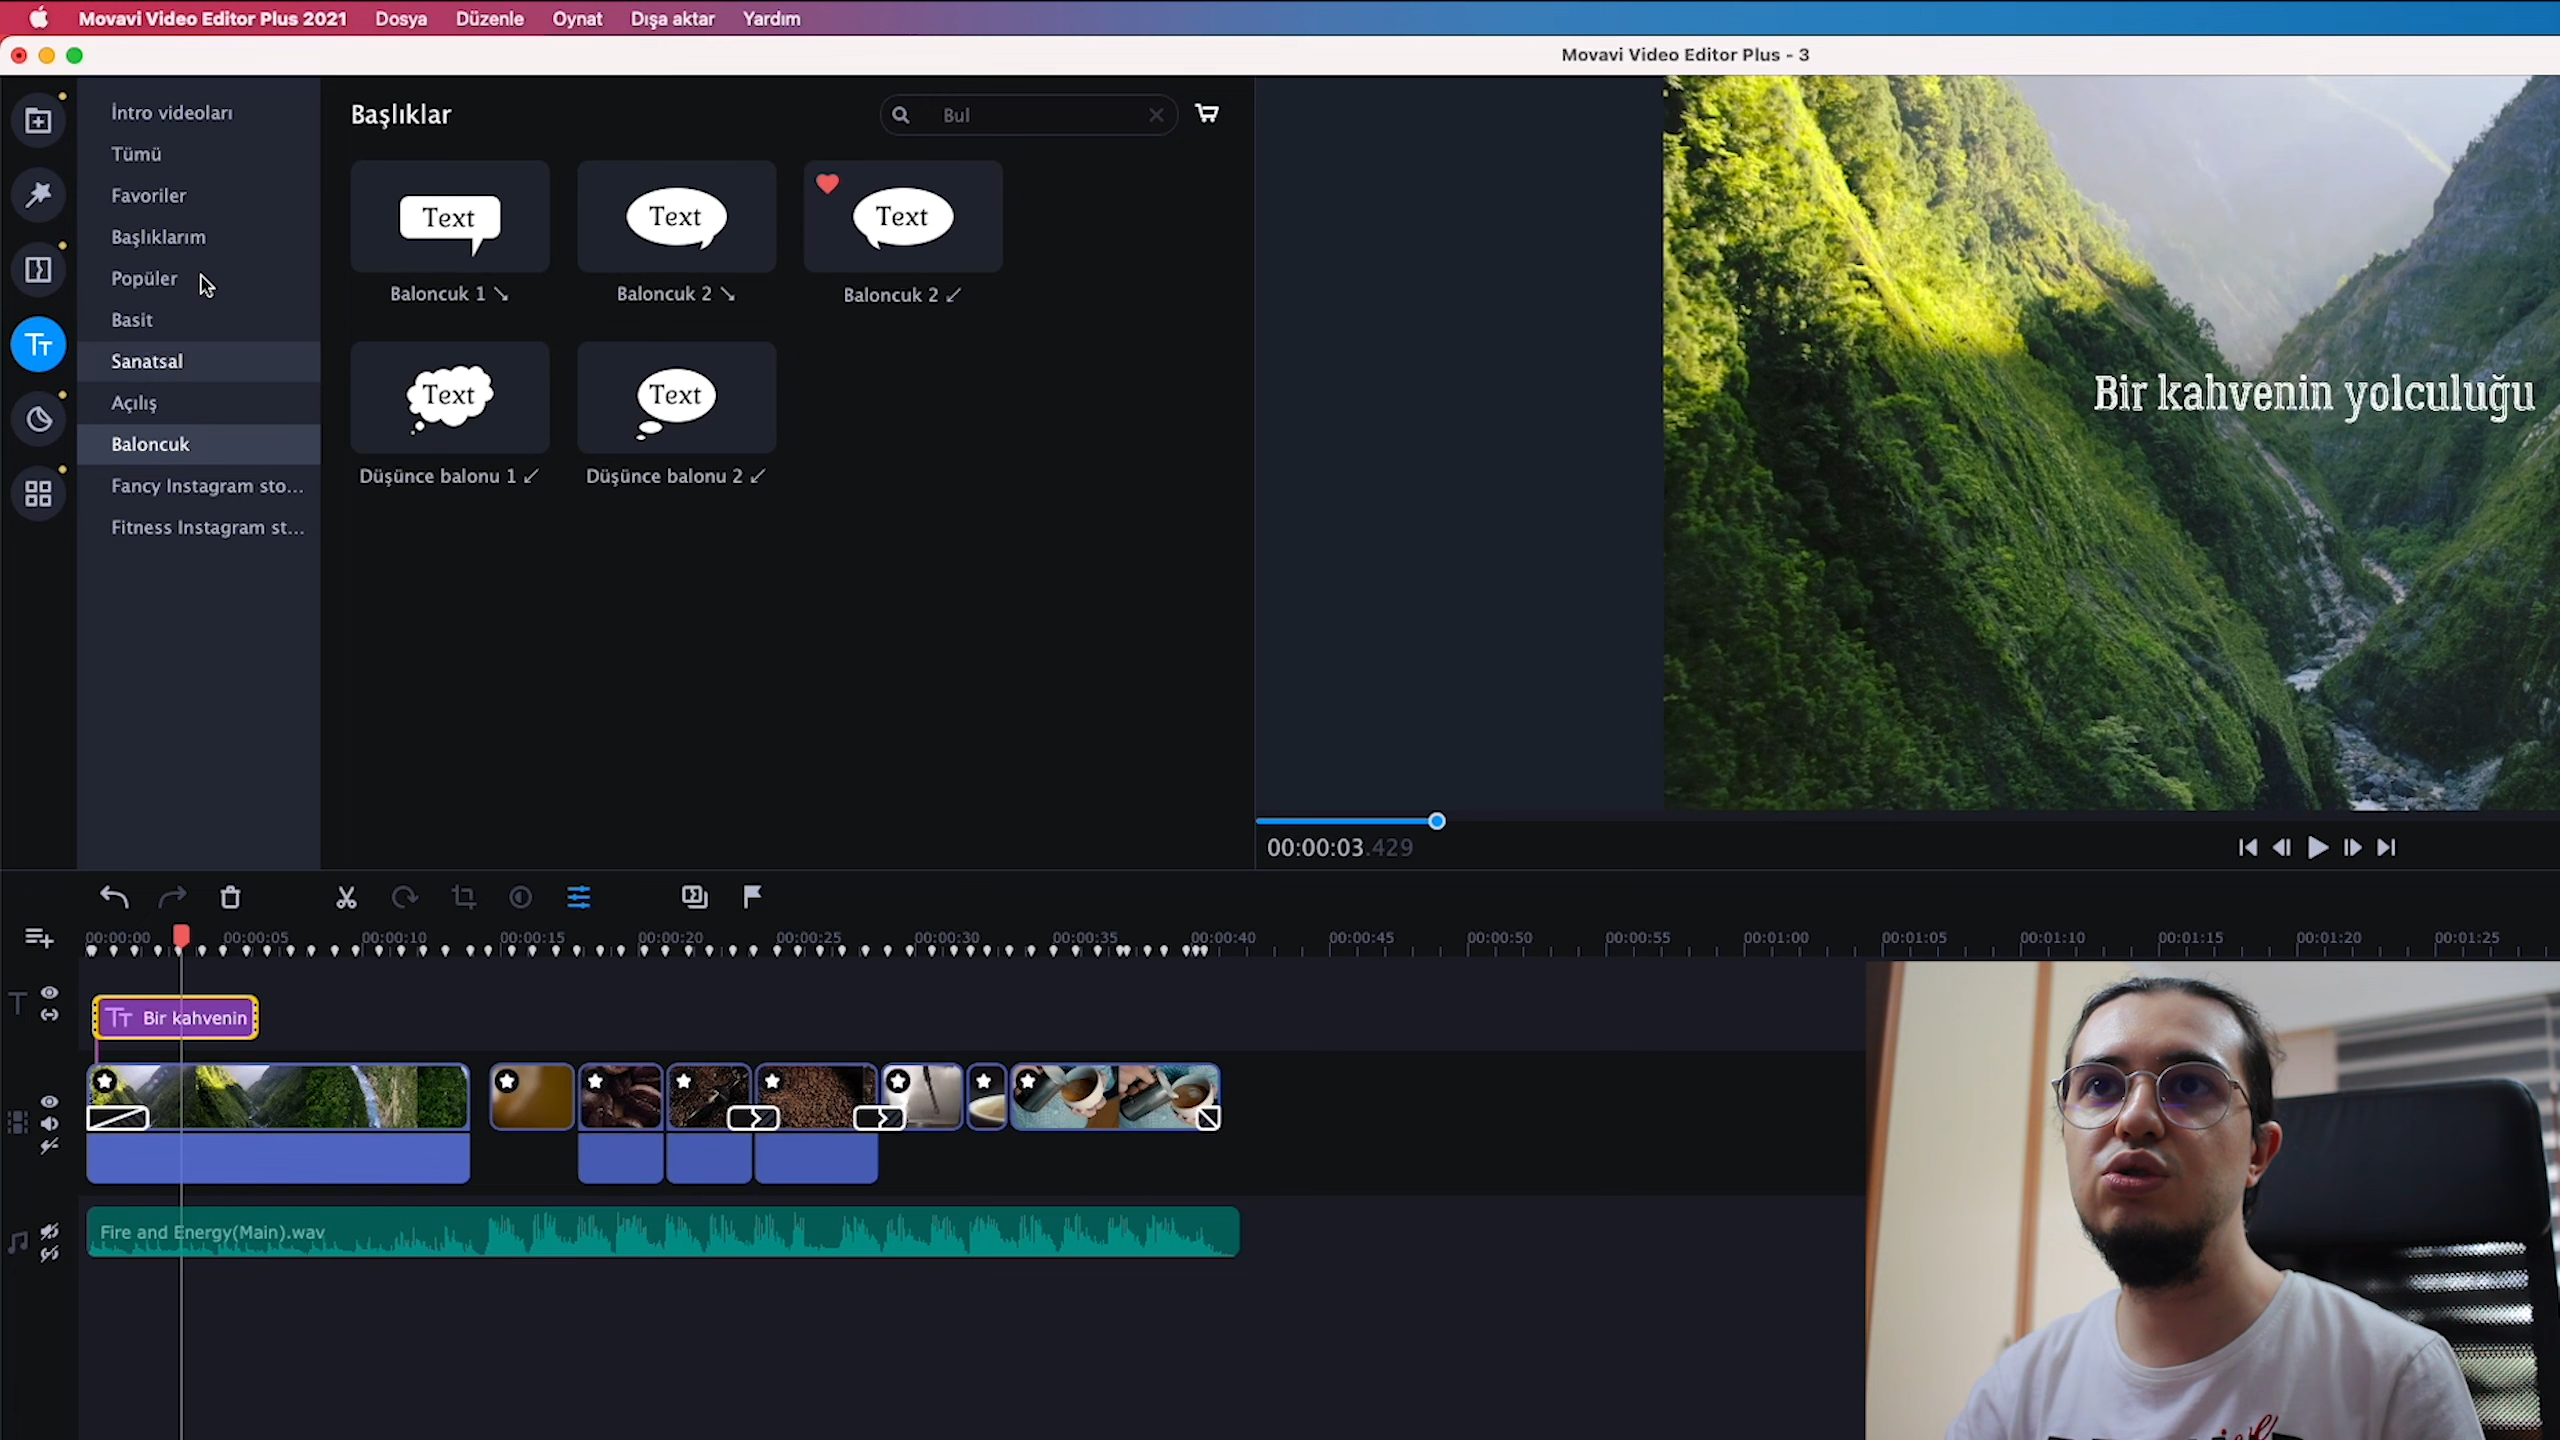 Movavi Video Editor Plus 2021 Dosya Düzenle Oynat Dışa aktar Yardım
Movavi Video Editor Plus - 3
İntro videoları
Tümü
Favoriler
Başlıklarım
Popüler
Basit
Sanatsal
Açılış
Baloncuk
Fancy Instagram sto...
Fitness Instagram st...
Başlıklar
Bul
Text
Text
Text
Baloncuk 1
Baloncuk 2
Baloncuk 2
Text
Text
Düşünce balonu 1
Düşünce balonu 2
Bir kahvenin yolculuğu
00:00:03.429
00:00:00 00:00:05 00:00:10 00:00:15 00:00:20 00:00:25 00:00:30 00:00:35 00:00:40 00:00:45 00:00:50 00:00:55 00:01:00 00:01:05 00:01:10 00:01:15 00:01:20 00:01:25
Bir kahvenin
Fire and Energy(Main).wav